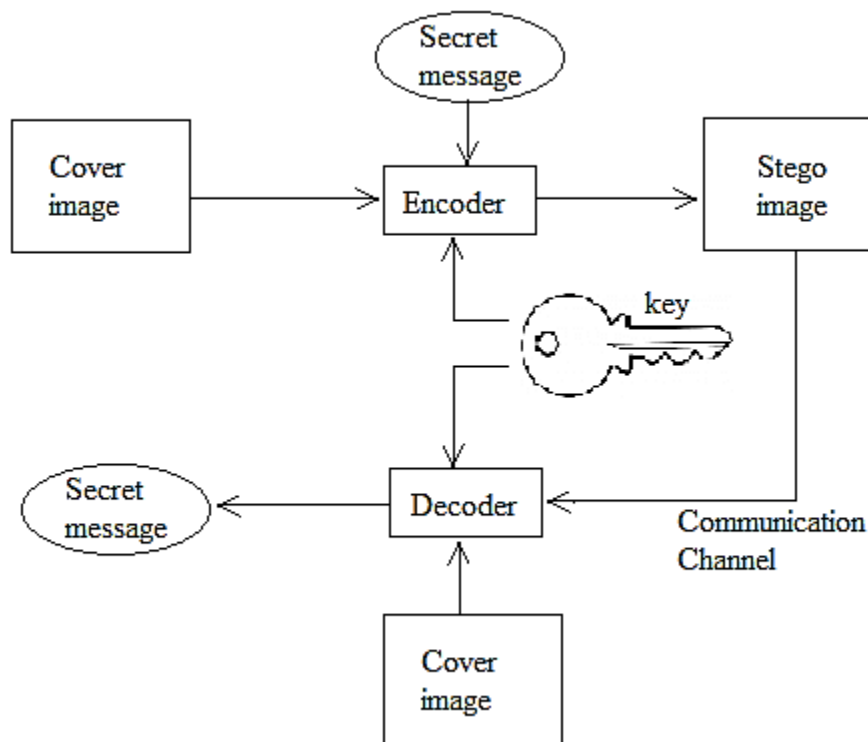 Secret
message
Cover
image
Encoder
Stego
image
key
Secret
message
Decoder
Communication
Channel
Cover
image